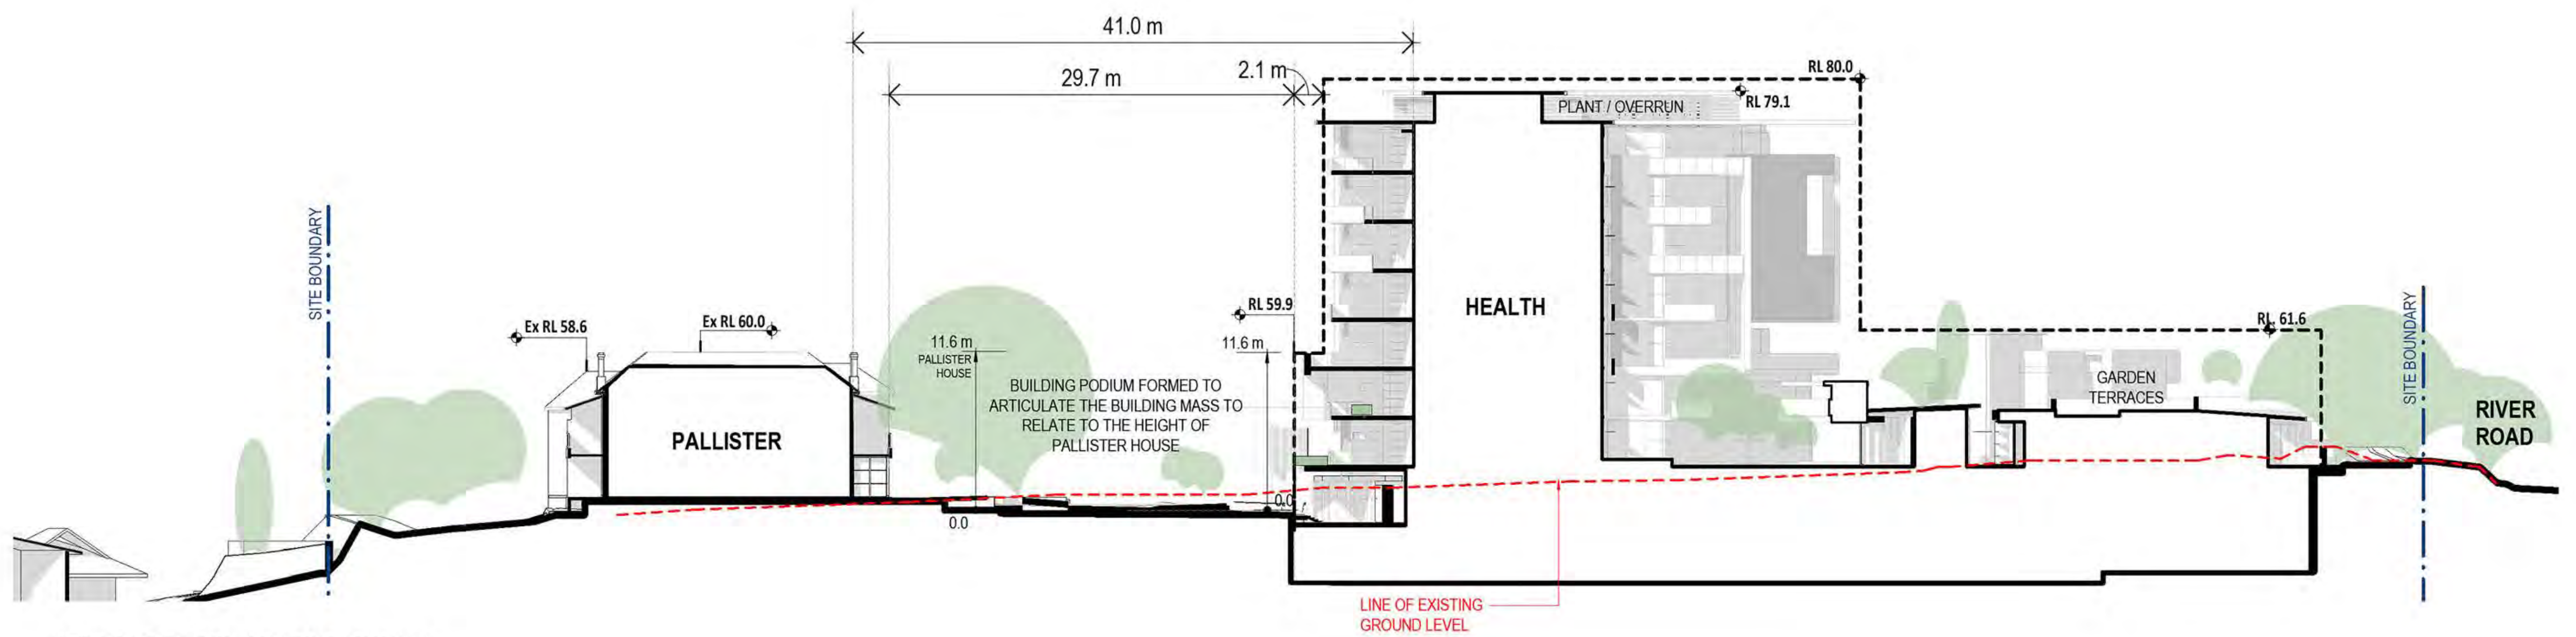 41.0 m
29.7 m
2.1 m
RL 80.0
PLANT / OVERRUN
RL 79.1
SITE BOUNDARY
Ex RL 58.6
Ex RL 60.0
RL 59.9
11.6 m
PALLISTER
HOUSE
11.6 m
BUILDING PODIUM FORMED TO
ARTICULATE THE BUILDING MASS TO
RELATE TO THE HEIGHT OF
PALLISTER HOUSE
PALLISTER
HEALTH
RL. 61.6
GARDEN
TERRACES
SITE BOUNDARY
RIVER
ROAD
0.0
0.0
LINE OF EXISTING
GROUND LEVEL